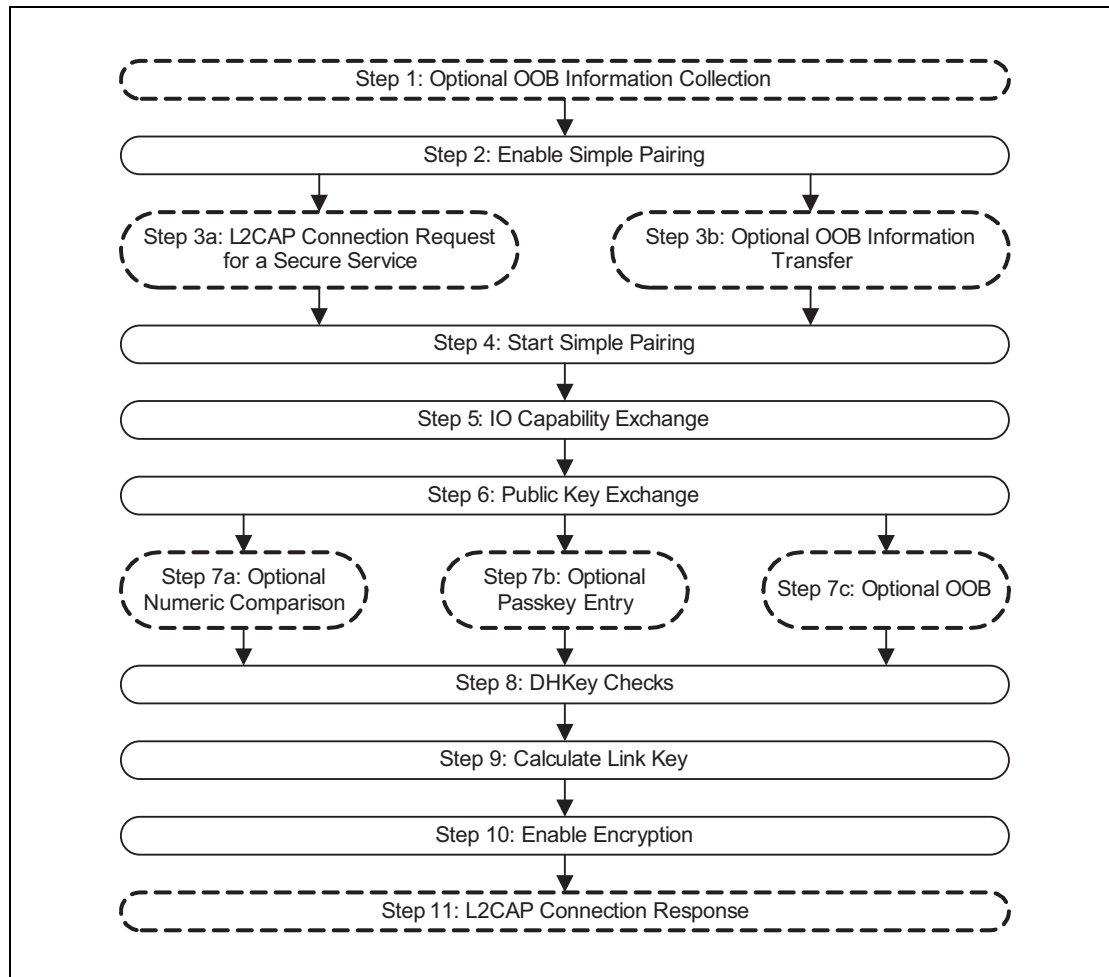 Step 1: Optional OOB Information Collection
Step 2: Enable Simple Pairing
Step 3a: L2CAP Connection Request
for a Secure Service
Step 3b: Optional OOB Information
Transfer
Step 4: Start Simple Pairing
Step 5: IO Capability Exchange
Step 6: Public Key Exchange
Step 7a: Optional
Numeric Comparison
Step 7b: Optional
Passkey Entry
Step 7c: Optional OOB
Step 8: DHKey Checks
Step 9: Calculate Link Key
Step 10: Enable Encryption
Step 11: L2CAP Connection Response